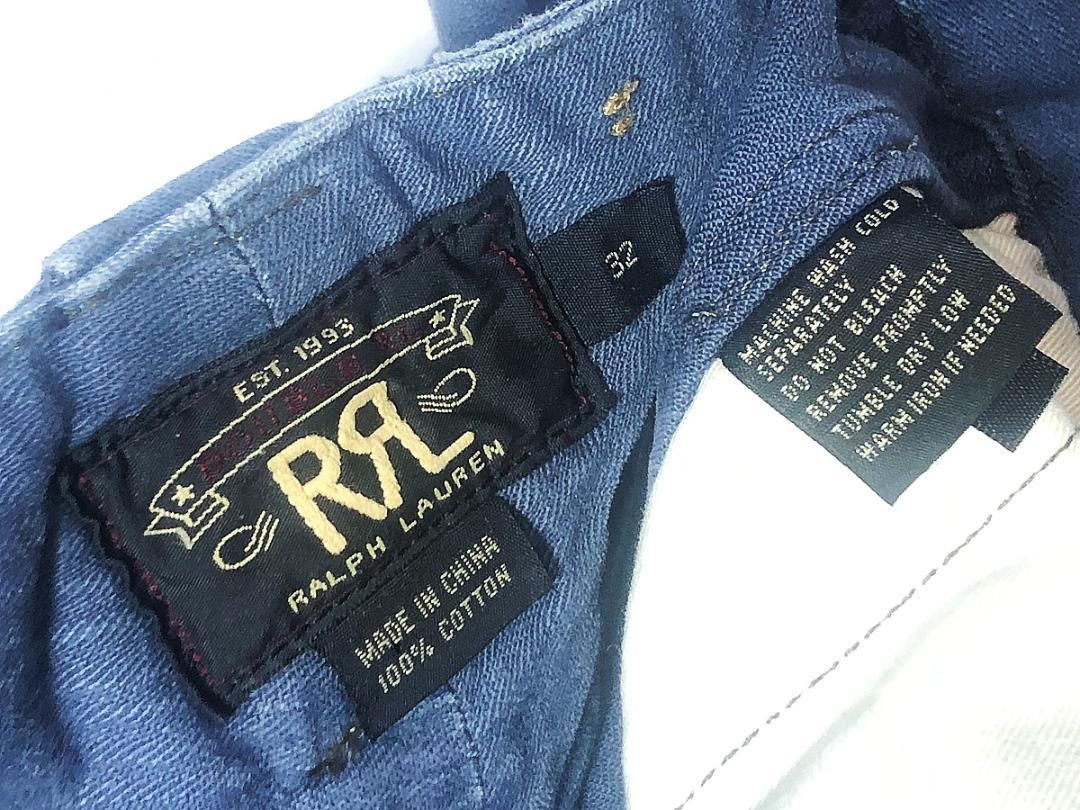 EST. 1993
DOUBLE RL
RRL
RALPH LAUREN
32
MADE IN CHINA
100% COTTON
MACHINE WASH COLD
SEPARATELY
DO NOT BLEACH
REMOVE PROMPTLY
TUMBLE DRY LOW
WARM IRON IF NEEDED